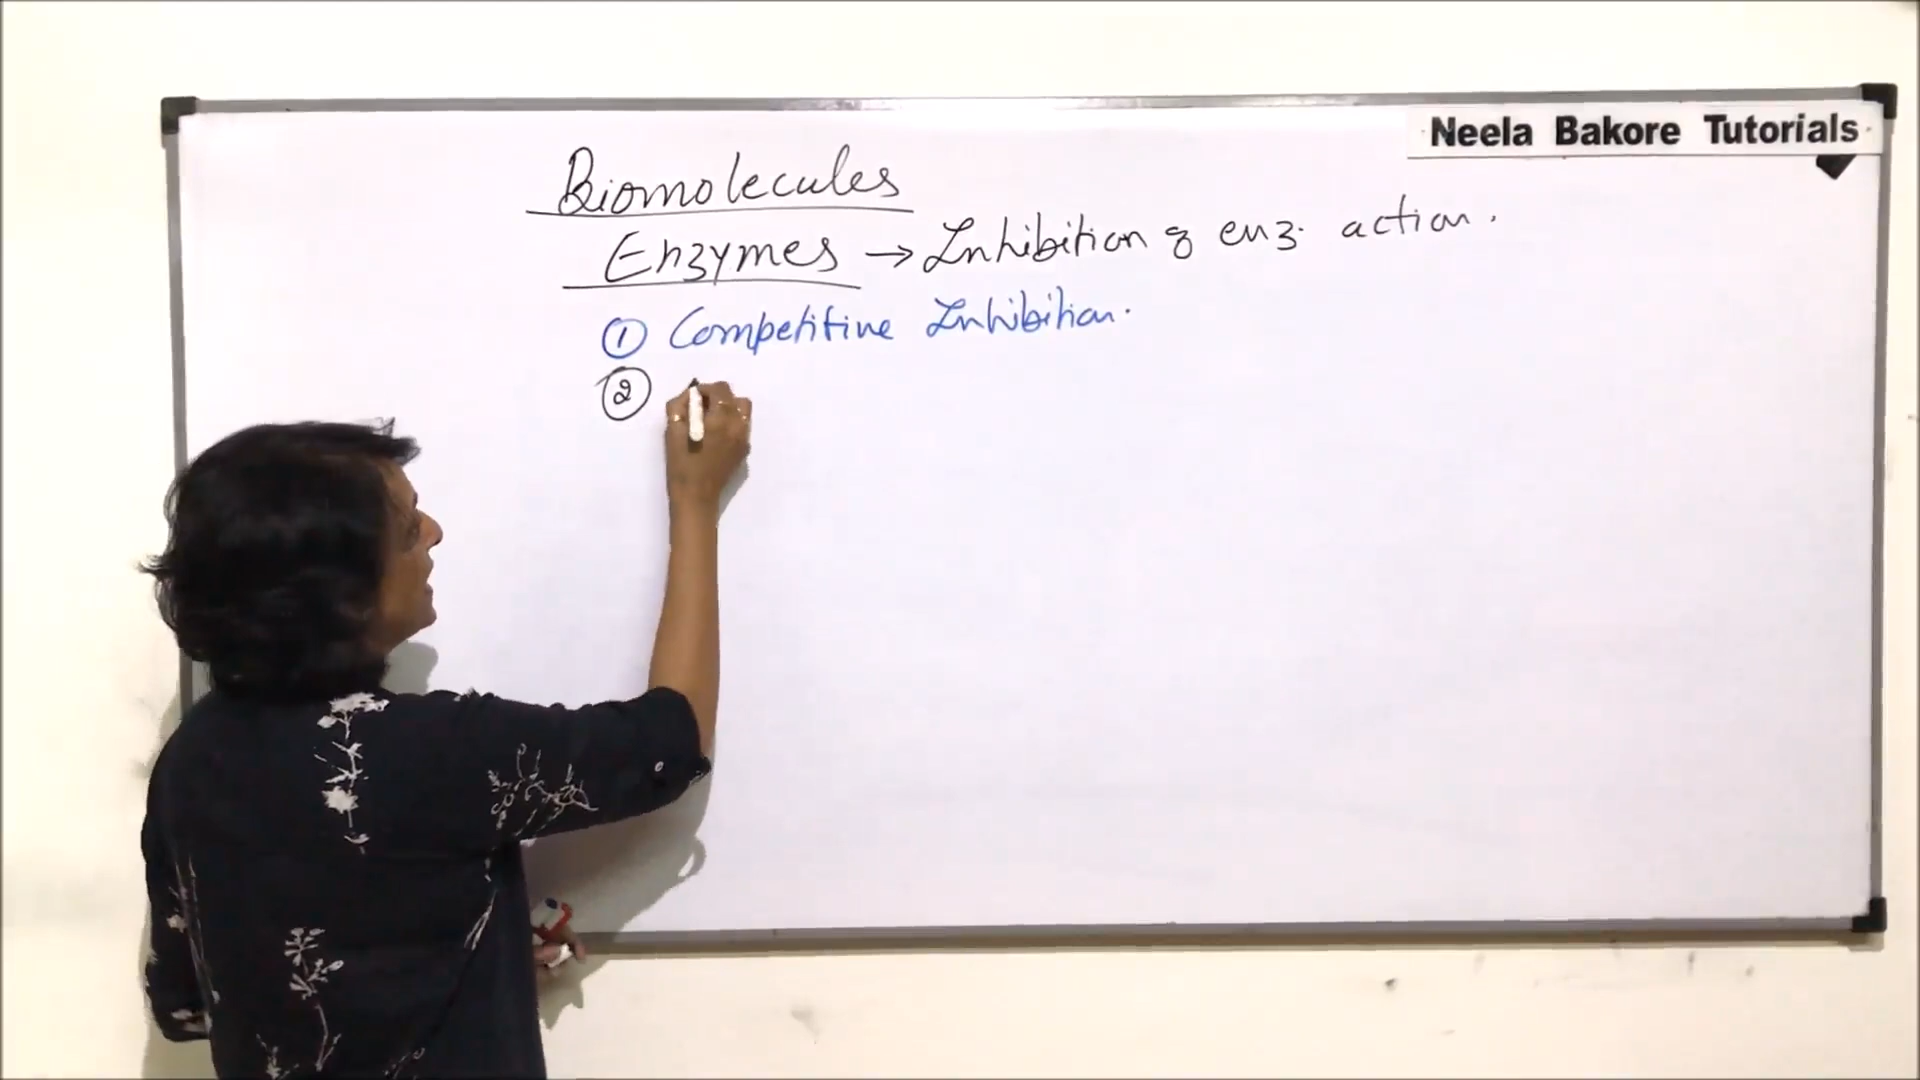 Neela Bakore Tutorials
Biomolecules
Enzymes → Inhibition of enz. action.
① Competitive Inhibition.
②